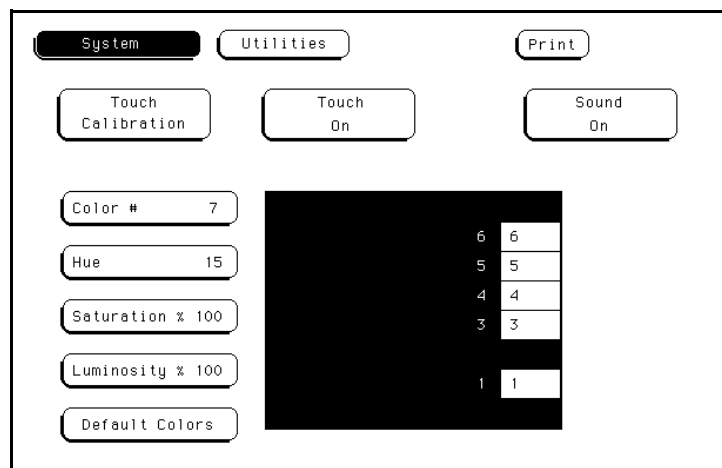 System Utilities Print
Touch Calibration
Touch On
Sound On
Color # 7
Hue 15
Saturation % 100
Luminosity % 100
Default Colors
6 6
5 5
4 4
3 3
1 1